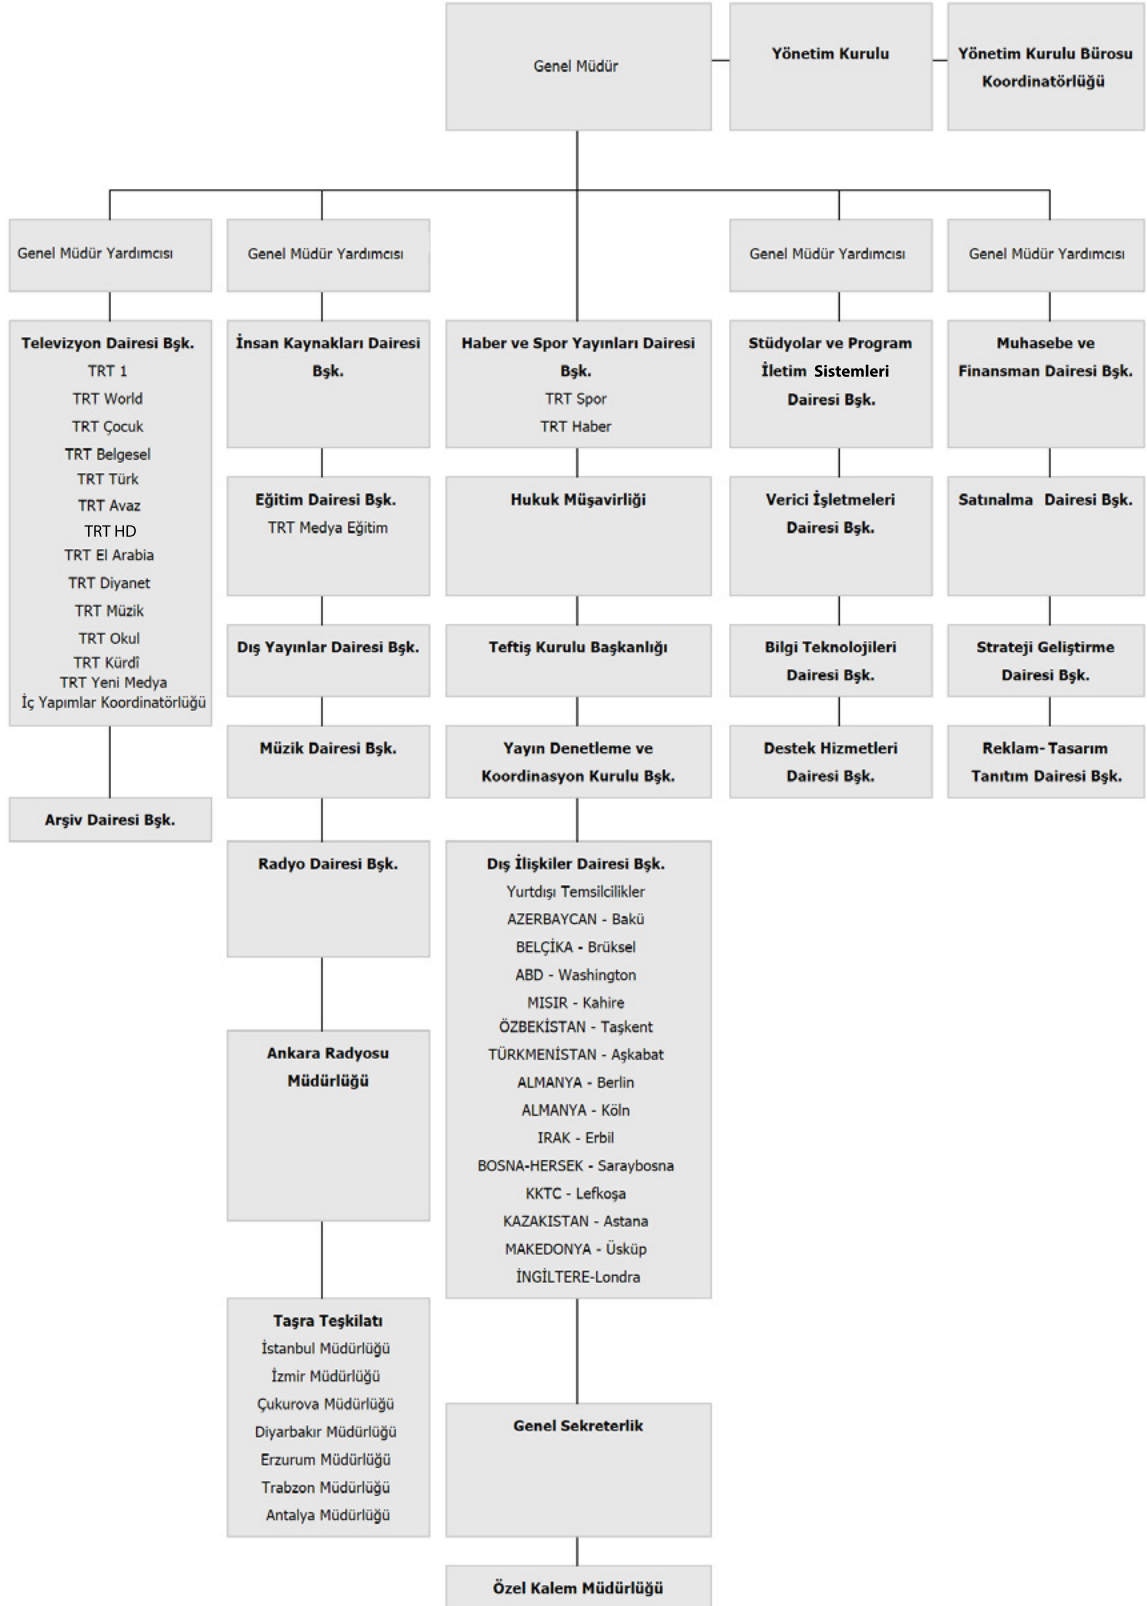 Genel Müdür
Yönetim Kurulu
Yönetim Kurulu Bürosu
Koordinatörlüğü
Genel Müdür Yardımcısı
Televizyon Dairesi Bşk.
TRT 1
TRT World
TRT Çocuk
TRT Belgesel
TRT Türk
TRT Avaz
TRT HD
TRT El Arabia
TRT Diyanet
TRT Müzik
TRT Okul
TRT Kürdî
TRT Yeni Medya
İç Yapımlar Koordinatörlüğü
Arşiv Dairesi Bşk.
Genel Müdür Yardımcısı
İnsan Kaynakları Dairesi
Bşk.
Eğitim Dairesi Bşk.
TRT Medya Eğitim
Dış Yayınlar Dairesi Bşk.
Müzik Dairesi Bşk.
Radyo Dairesi Bşk.
Ankara Radyosu
Müdürlüğü
Taşra Teşkilatı
İstanbul Müdürlüğü
İzmir Müdürlüğü
Çukurova Müdürlüğü
Diyarbakır Müdürlüğü
Erzurum Müdürlüğü
Trabzon Müdürlüğü
Antalya Müdürlüğü
Haber ve Spor Yayınları Dairesi
Bşk.
TRT Spor
TRT Haber
Hukuk Müşavirliği
Teftiş Kurulu Başkanlığı
Yayın Denetleme ve
Koordinasyon Kurulu Bşk.
Dış İlişkiler Dairesi Bşk.
Yurtdışı Temsilcilikler
AZERBAYCAN - Bakü
BELÇİKA - Brüksel
ABD - Washington
MISIR - Kahire
ÖZBEKİSTAN - Taşkent
TÜRKMENİSTAN - Aşkabat
ALMANYA - Berlin
ALMANYA - Köln
IRAK - Erbil
BOSNA-HERSEK - Saraybosna
KKTC - Lefkoşa
KAZAKISTAN - Astana
MAKEDONYA - Üsküp
İNGİLTERE-Londra
Genel Sekreterlik
Özel Kalem Müdürlüğü
Genel Müdür Yardımcısı
Stüdyolar ve Program
İletim Sistemleri
Dairesi Bşk.
Verici İşletmeleri
Dairesi Bşk.
Bilgi Teknolojileri
Dairesi Bşk.
Destek Hizmetleri
Dairesi Bşk.
Genel Müdür Yardımcısı
Muhasebe ve
Finansman Dairesi Bşk.
Satınalma Dairesi Bşk.
Strateji Geliştirme
Dairesi Bşk.
Reklam- Tasarım
Tanıtım Dairesi Bşk.